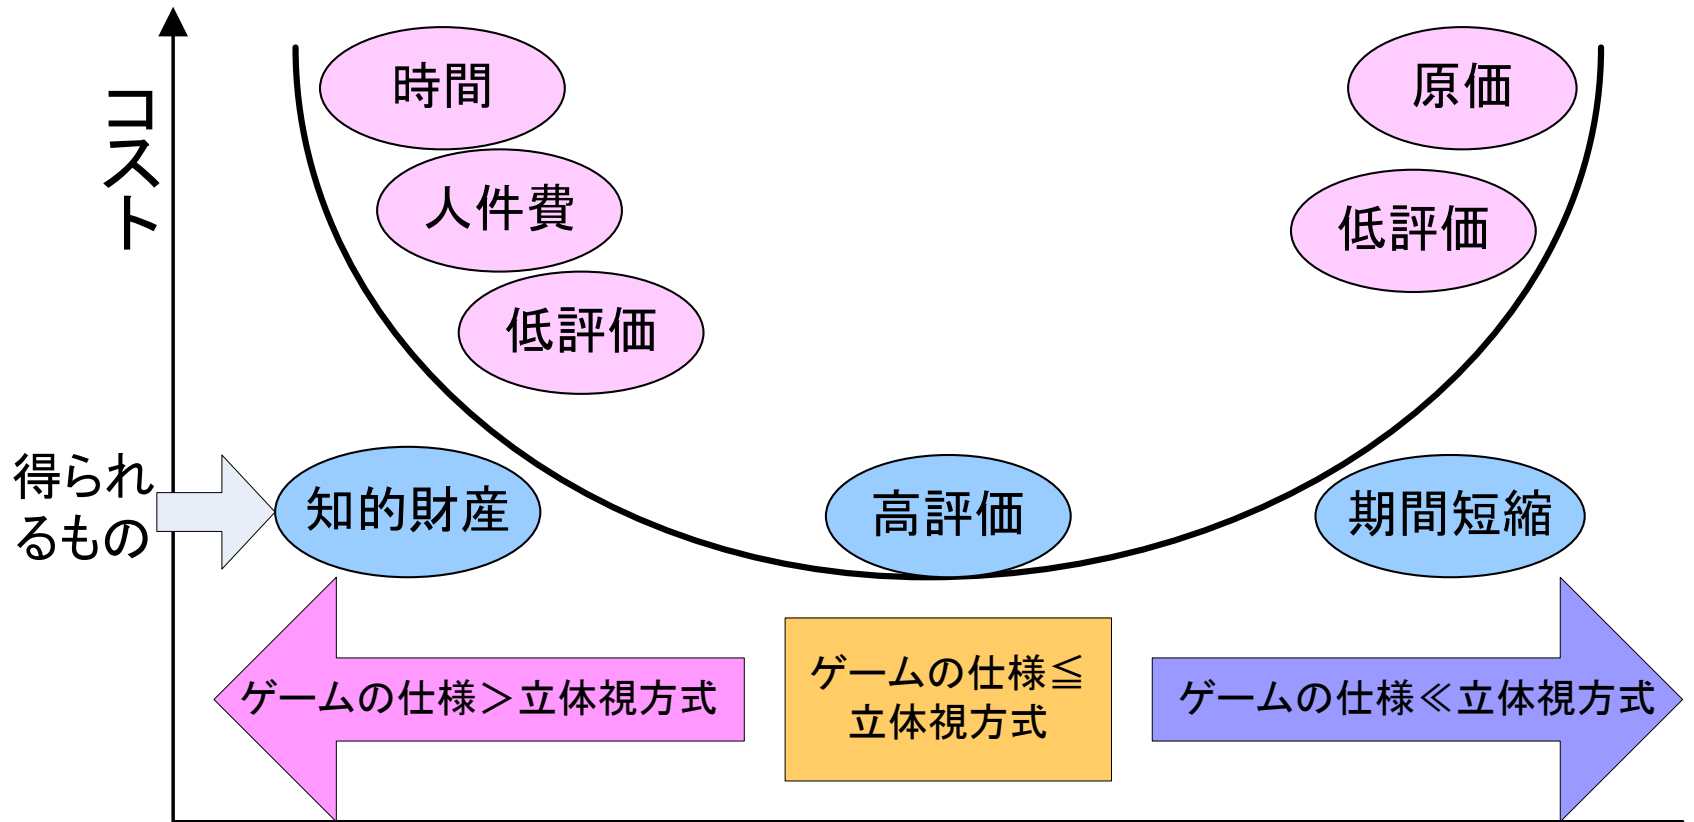 コスト
時間
人件費
低評価
原価
低評価
得られ
るもの
知的財産
高評価
期間短縮
ゲームの仕様＞立体視方式
ゲームの仕様≦
立体視方式
ゲームの仕様≪立体視方式